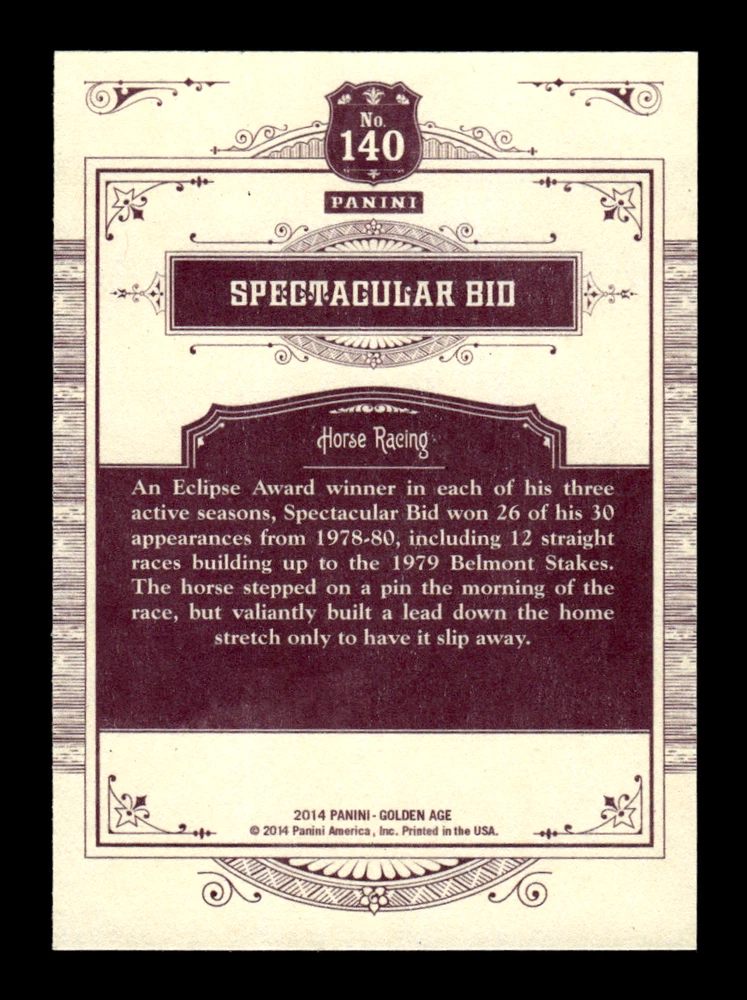 No.
140
PANINI
SPECTACULAR BID
Horse Racing
An Eclipse Award winner in each of his three
active seasons, Spectacular Bid won 26 of his 30
appearances from 1978-80, including 12 straight
races building up to the 1979 Belmont Stakes.
The horse stepped on a pin the morning of the
race, but valiantly built a lead down the home
stretch only to have it slip away.
2014 PANINI - GOLDEN AGE
© 2014 Panini America, Inc. Printed in the USA.